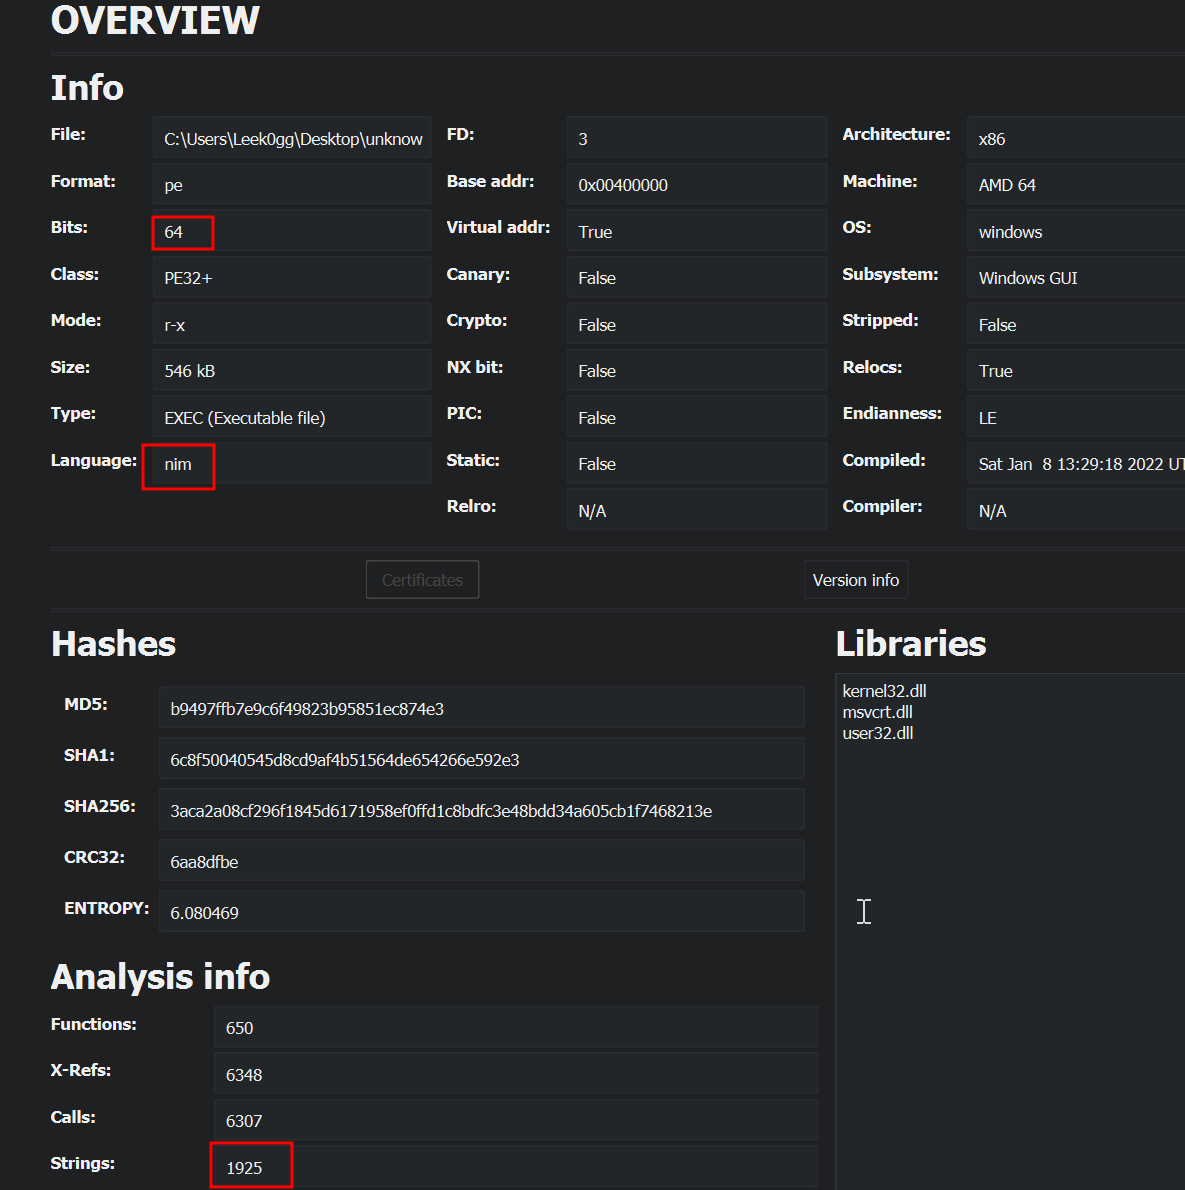 OVERVIEW
Info
File: C:\Users\Leek0gg\Desktop\unknow FD: 3 Architecture: x86
Format: pe Base addr: 0x00400000 Machine: AMD 64
Bits: 64 Virtual addr: True OS: windows
Class: PE32+ Canary: False Subsystem: Windows GUI
Mode: r-x Crypto: False Stripped: False
Size: 546 kB NX bit: False Relocs: True
Type: EXEC (Executable file) PIC: False Endianness: LE
Language: nim Static: False Compiled: Sat Jan 8 13:29:18 2022 UT
Relro: N/A Compiler: N/A
Certificates Version info
Hashes
MD5: b9497ffb7e9c6f49823b95851ec874e3
SHA1: 6c8f50040545d8cd9af4b51564de654266e592e3
SHA256: 3aca2a08cf296f1845d6171958ef0ffd1c8bdfc3e48bdd34a605cb1f7468213e
CRC32: 6aa8dfbe
ENTROPY: 6.080469
Libraries
kernel32.dll
msvcrt.dll
user32.dll
Analysis info
Functions: 650
X-Refs: 6348
Calls: 6307
Strings: 1925